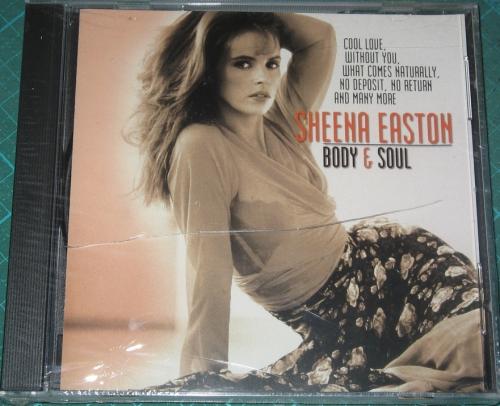 COOL LOVE,
WITHOUT YOU,
WHAT COMES NATURALLY,
NO DEPOSIT, NO RETURN
AND MANY MORE
SHEENA EASTON
BODY & SOUL